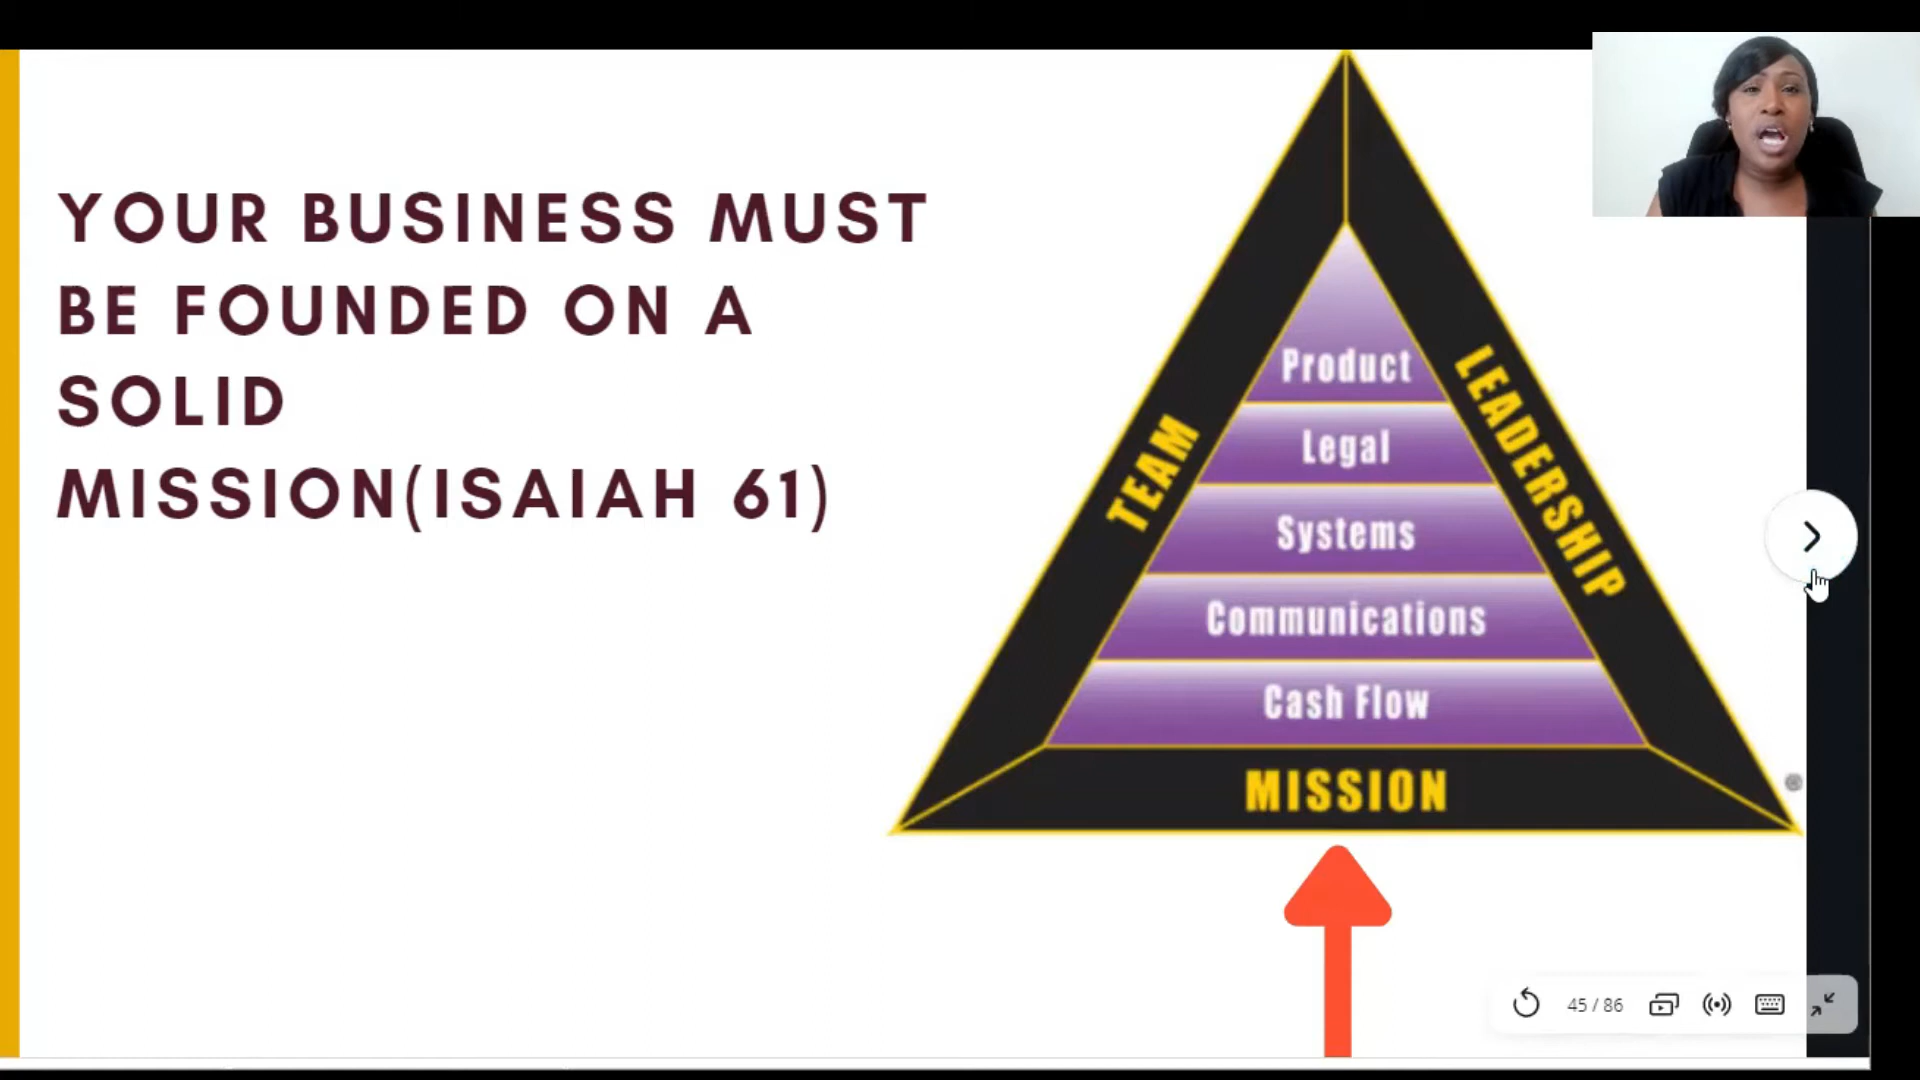 YOUR BUSINESS MUST
BE FOUNDED ON A
SOLID
MISSION(ISAIAH 61)
TEAM
LEADERSHIP
Product
Legal
Systems
Communications
Cash Flow
MISSION
45 / 86